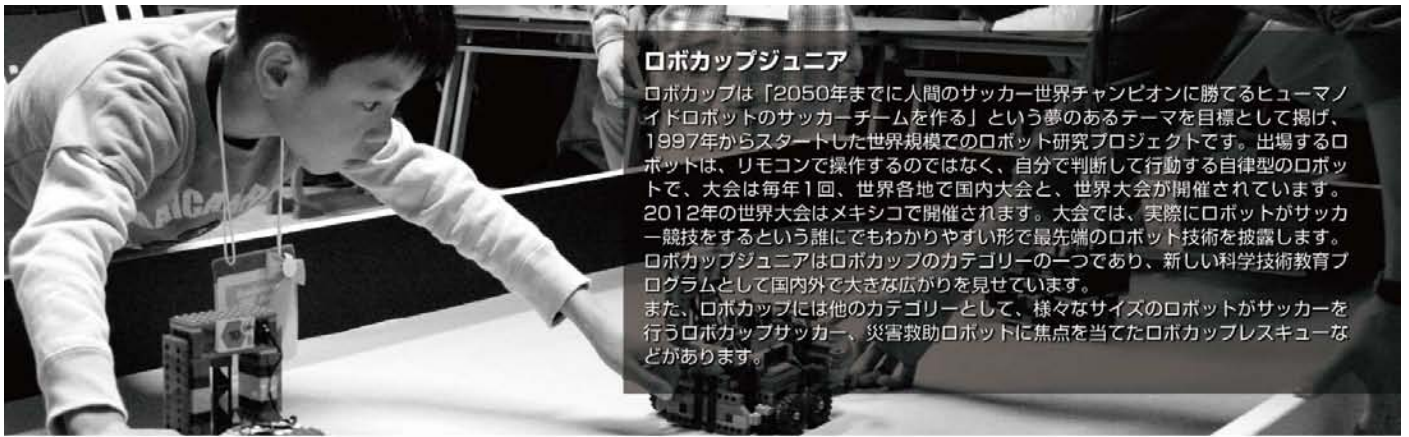 ロボカップジュニア
ロボカップは「2050年までに人間のサッカー世界チャンピオンに勝てるヒューマノ
イドロボットのサッカーチームを作る」という夢のあるテーマを目標として掲げ、
1997年からスタートした世界規模でのロボット研究プロジェクトです。出場するロ
ボットは、リモコンで操作するのではなく、自分で判断して行動する自律型のロボッ
トで、大会は毎年1回、世界各地で国内大会と、世界大会が開催されています。
2012年の世界大会はメキシコで開催されます。大会では、実際にロボットがサッカ
ー競技をするという誰にでもわかりやすい形で最先端のロボット技術を披露します。
ロボカップジュニアはロボカップのカテゴリーの一つであり、新しい科学技術教育プ
ログラムとして国内外で大きな広がりを見せています。
また、ロボカップには他のカテゴリーとして、様々なサイズのロボットがサッカーを
行うロボカップサッカー、災害救助ロボットに焦点を当てたロボカップレスキューな
どがあります。